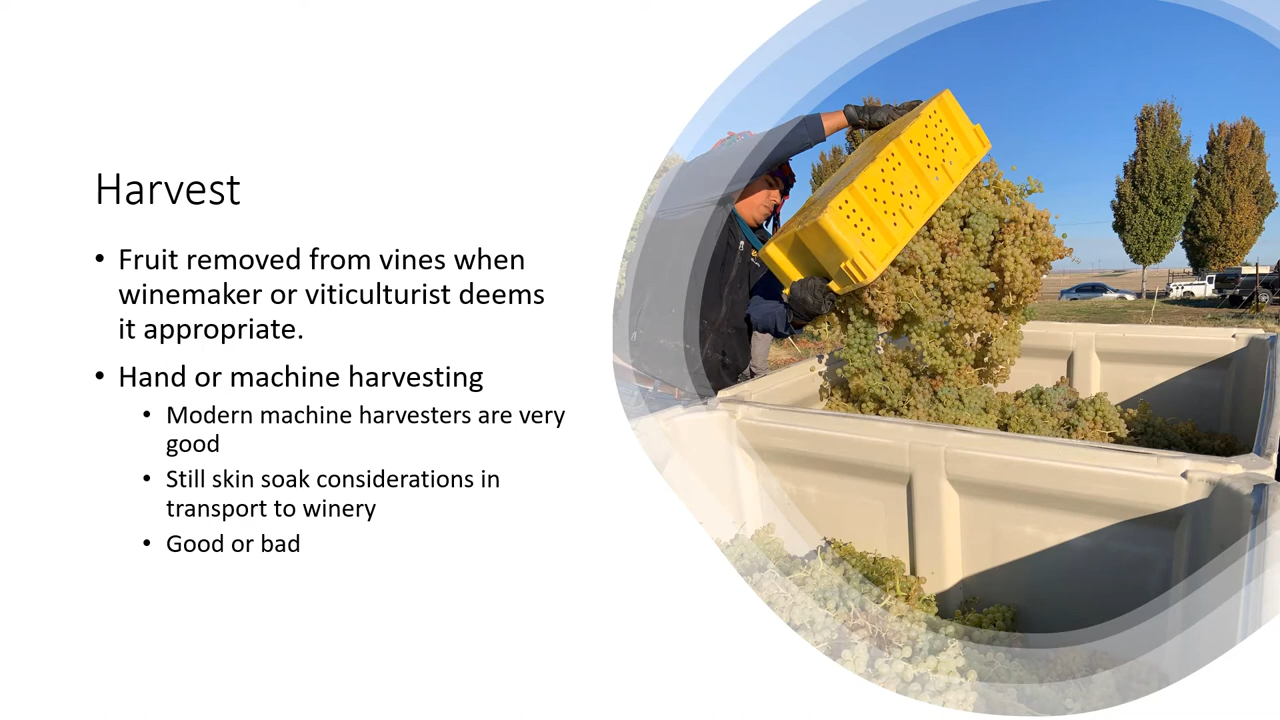 Harvest
• Fruit removed from vines when
winemaker or viticulturist deems
it appropriate.
• Hand or machine harvesting
• Modern machine harvesters are very
good
• Still skin soak considerations in
transport to winery
• Good or bad